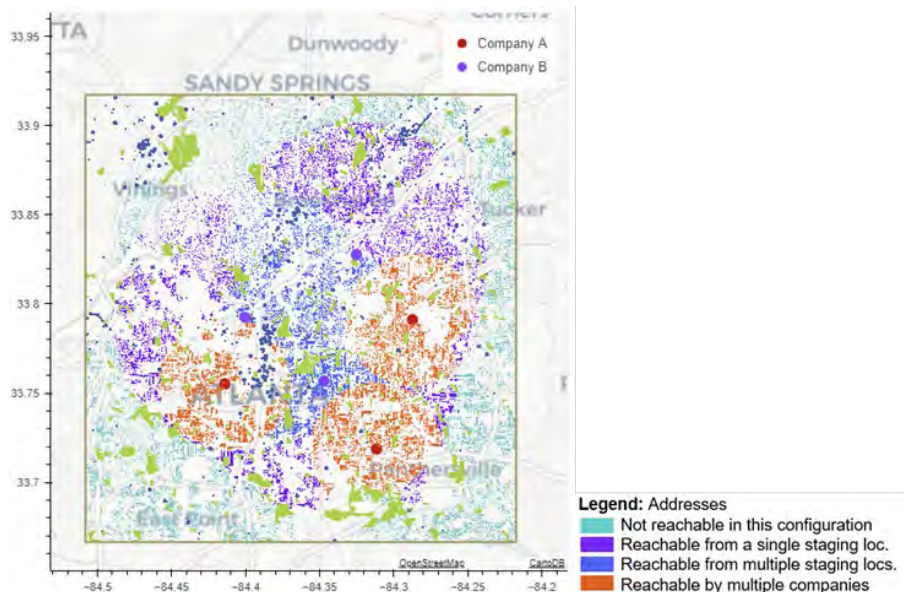 Corners
TA
Dunwoody
Company A
Company B
SANDY SPRINGS
Vinings
Tucker
ATLANTA
Panthersville
East Point
33.95
33.9
33.85
33.8
33.75
33.7
−84.5
−84.45
−84.4
−84.35
−84.3
−84.25
−84.2
OpenStreetMap
CartoDB
Legend: Addresses
Not reachable in this configuration
Reachable from a single staging loc.
Reachable from multiple staging locs.
Reachable by multiple companies